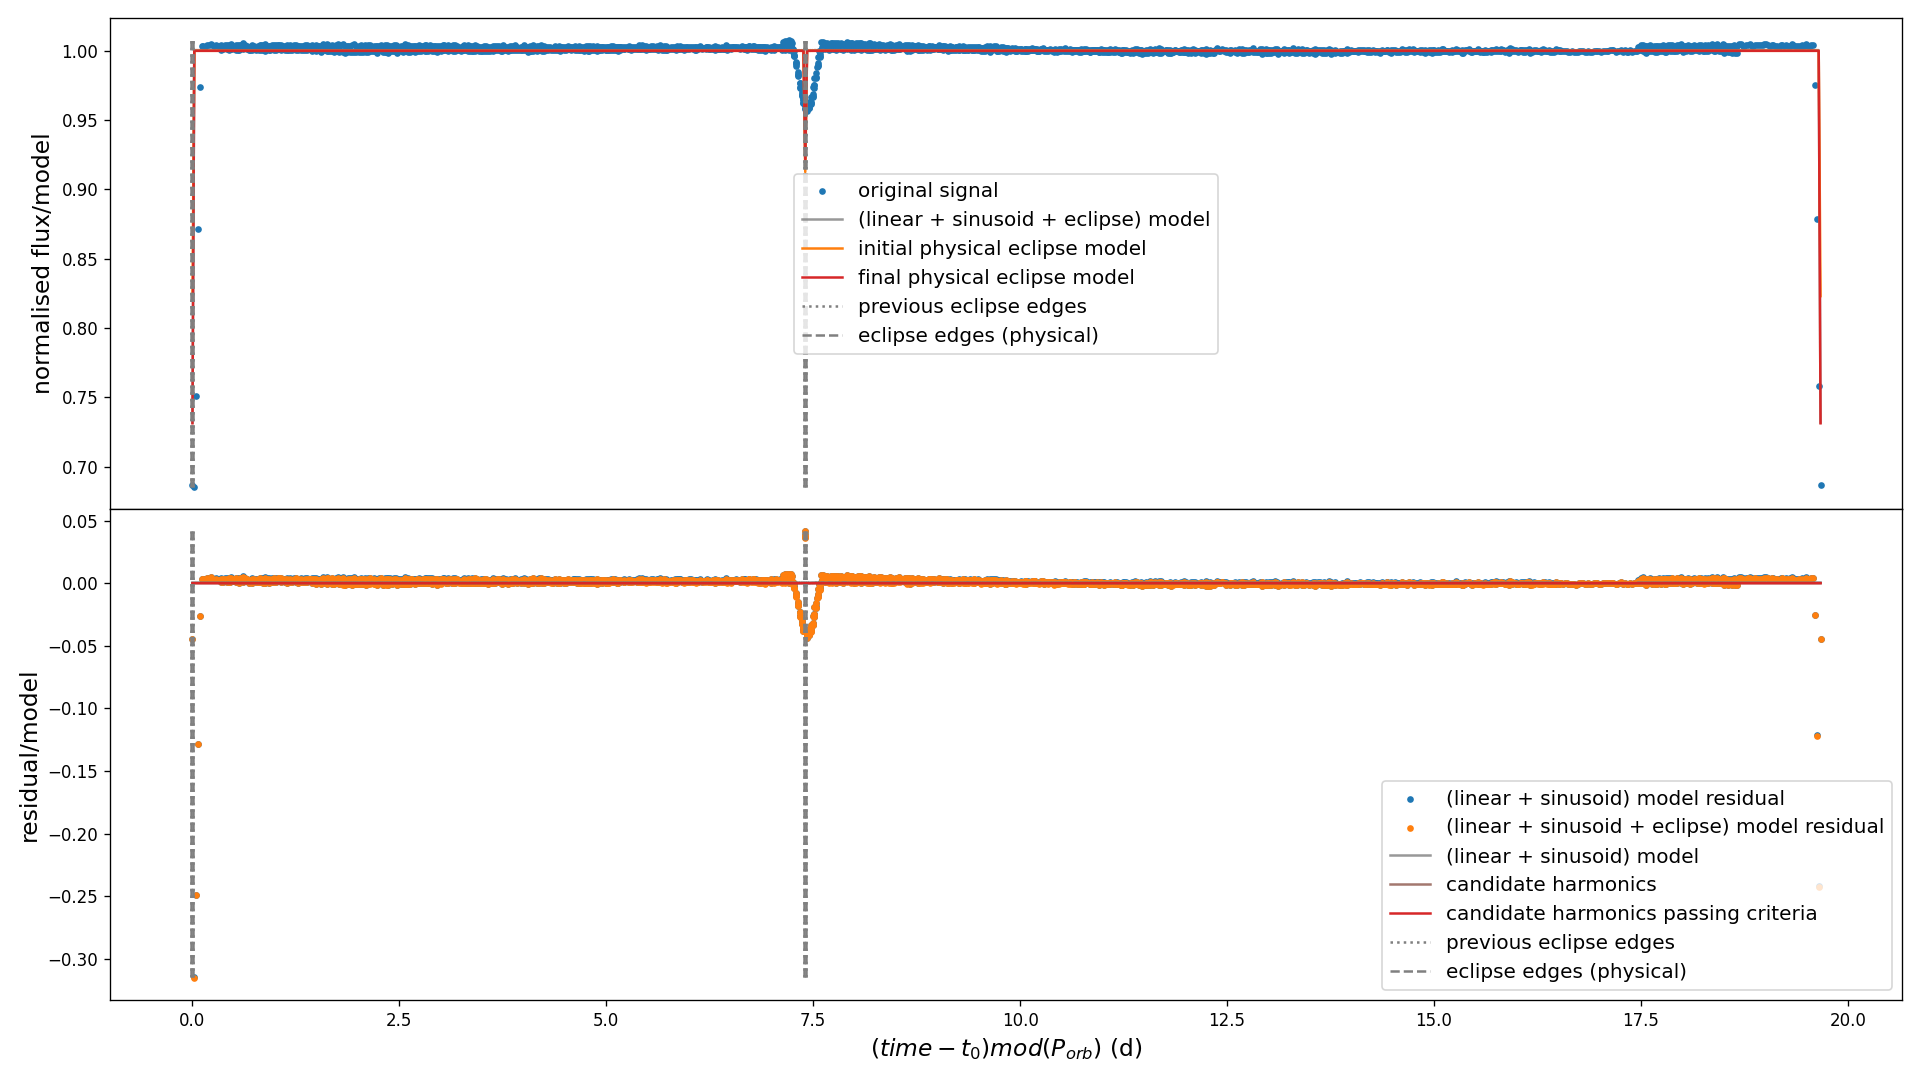 normalised flux/model
1.00
0.95
0.90
0.85
0.80
0.75
0.70
original signal
(linear + sinusoid + eclipse) model
initial physical eclipse model
final physical eclipse model
previous eclipse edges
eclipse edges (physical)
residual/model
0.05
0.00
−0.05
−0.10
−0.15
−0.20
−0.25
−0.30
(linear + sinusoid) model residual
(linear + sinusoid + eclipse) model residual
(linear + sinusoid) model
candidate harmonics
candidate harmonics passing criteria
previous eclipse edges
eclipse edges (physical)
0.0 2.5 5.0 7.5 10.0 12.5 15.0 17.5 20.0
(time − t₀)mod(P_orb) (d)